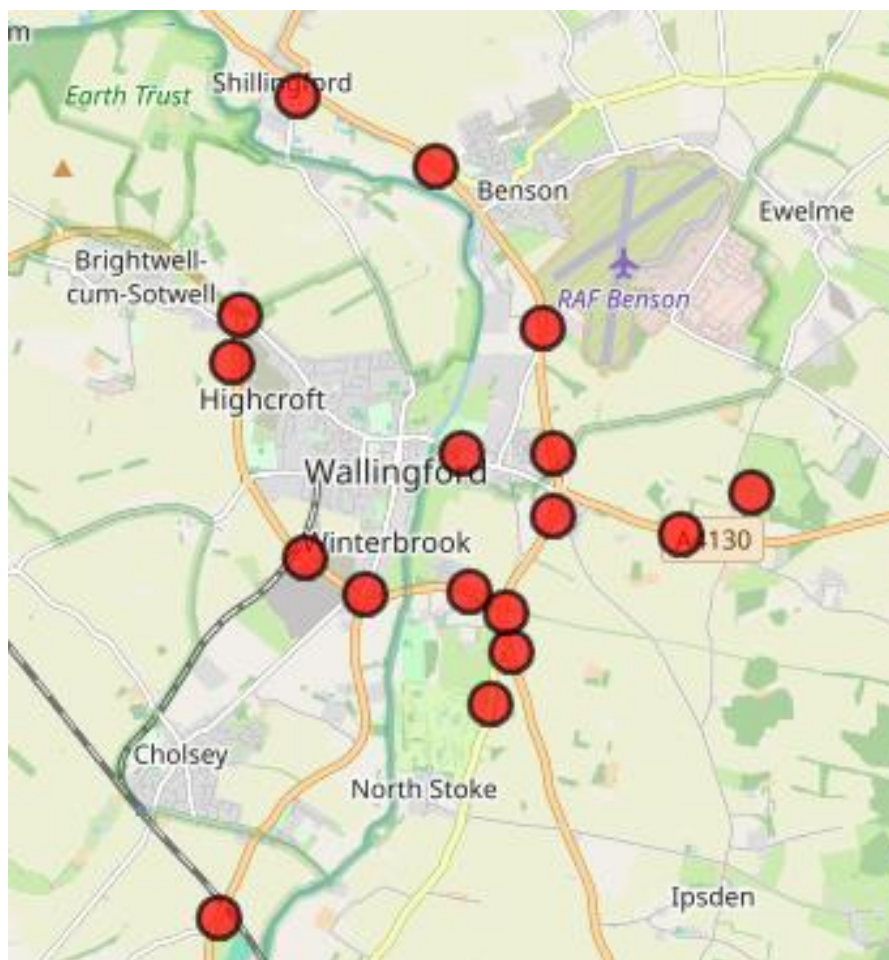 m
Shillingford
Earth Trust
Benson
Ewelme
Brightwell-
cum-Sotwell
RAF Benson
Highcroft
Wallingford
Winterbrook
A4130
Cholsey
North Stoke
Ipsden